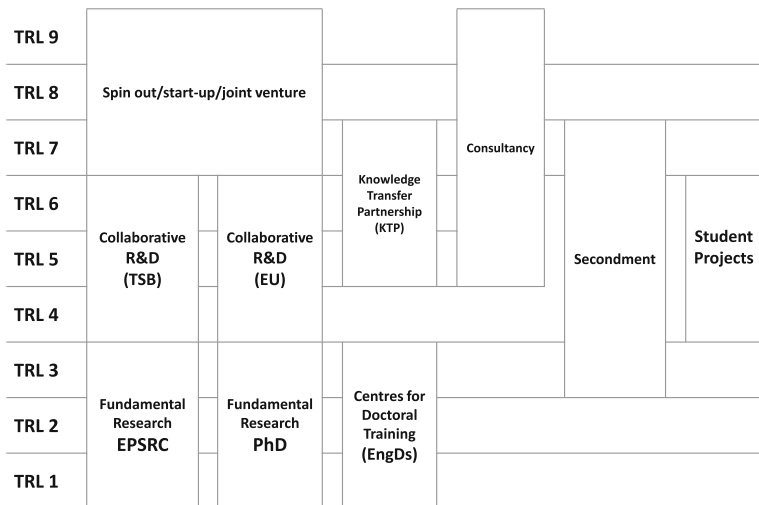 TRL 9
TRL 8
TRL 7
TRL 6
TRL 5
TRL 4
TRL 3
TRL 2
TRL 1
Spin out/start-up/joint venture
Collaborative
R&D
(TSB)
Collaborative
R&D
(EU)
Fundamental
Research
EPSRC
Fundamental
Research
PhD
Knowledge
Transfer
Partnership
(KTP)
Centres for
Doctoral
Training
(EngDs)
Consultancy
Secondment
Student
Projects